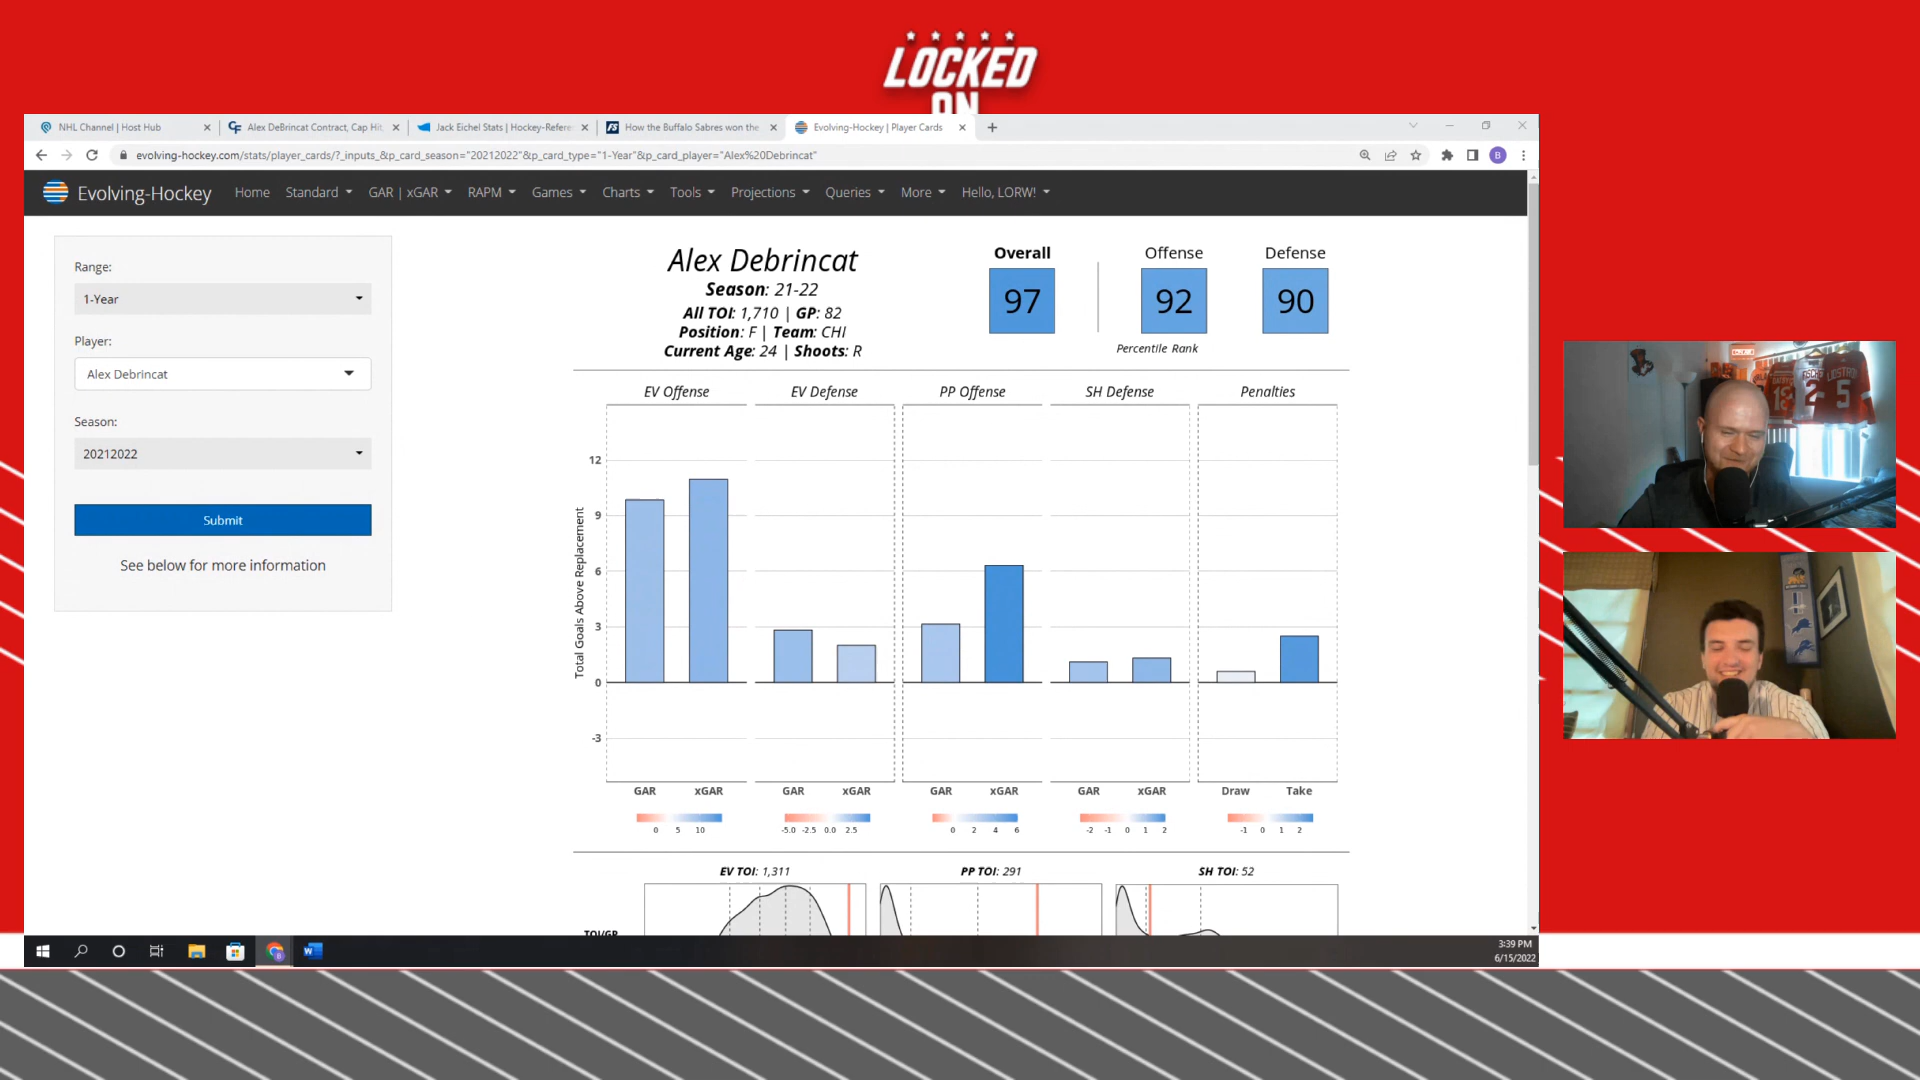 LOCKED
ON
NHL Channel | Host Hub
Alex DeBrincat Contract, Cap Hit,
Jack Eichel Stats | Hockey-Refere
How the Buffalo Sabres won the
Evolving-Hockey | Player Cards
evolving-hockey.com/stats/player_cards/?_inputs_&p_card_season="20212022"&p_card_type="1-Year"&p_card_player="Alex%20Debrincat"
B
Evolving-Hockey
Home
Standard
GAR | xGAR
RAPM
Games
Charts
Tools
Projections
Queries
More
Hello, LORW!
Range:
1-Year
Player:
Alex Debrincat
Season:
20212022
Submit
See below for more information
Alex Debrincat
Season: 21-22
All TOI: 1,710 | GP: 82
Position: F | Team: CHI
Current Age: 24 | Shoots: R
Overall
Offense
Defense
97
92
90
Percentile Rank
EV Offense
EV Defense
PP Offense
SH Defense
Penalties
Total Goals Above Replacement
12
9
6
3
0
-3
GAR xGAR GAR xGAR GAR xGAR GAR xGAR Draw Take
0 5 10
-5.0 -2.5 0.0 2.5
0 2 4 6
-2 -1 0 1 2
-1 0 1 2
EV TOI: 1,311
PP TOI: 291
SH TOI: 52
TOI/GP
3:39 PM
6/15/2022